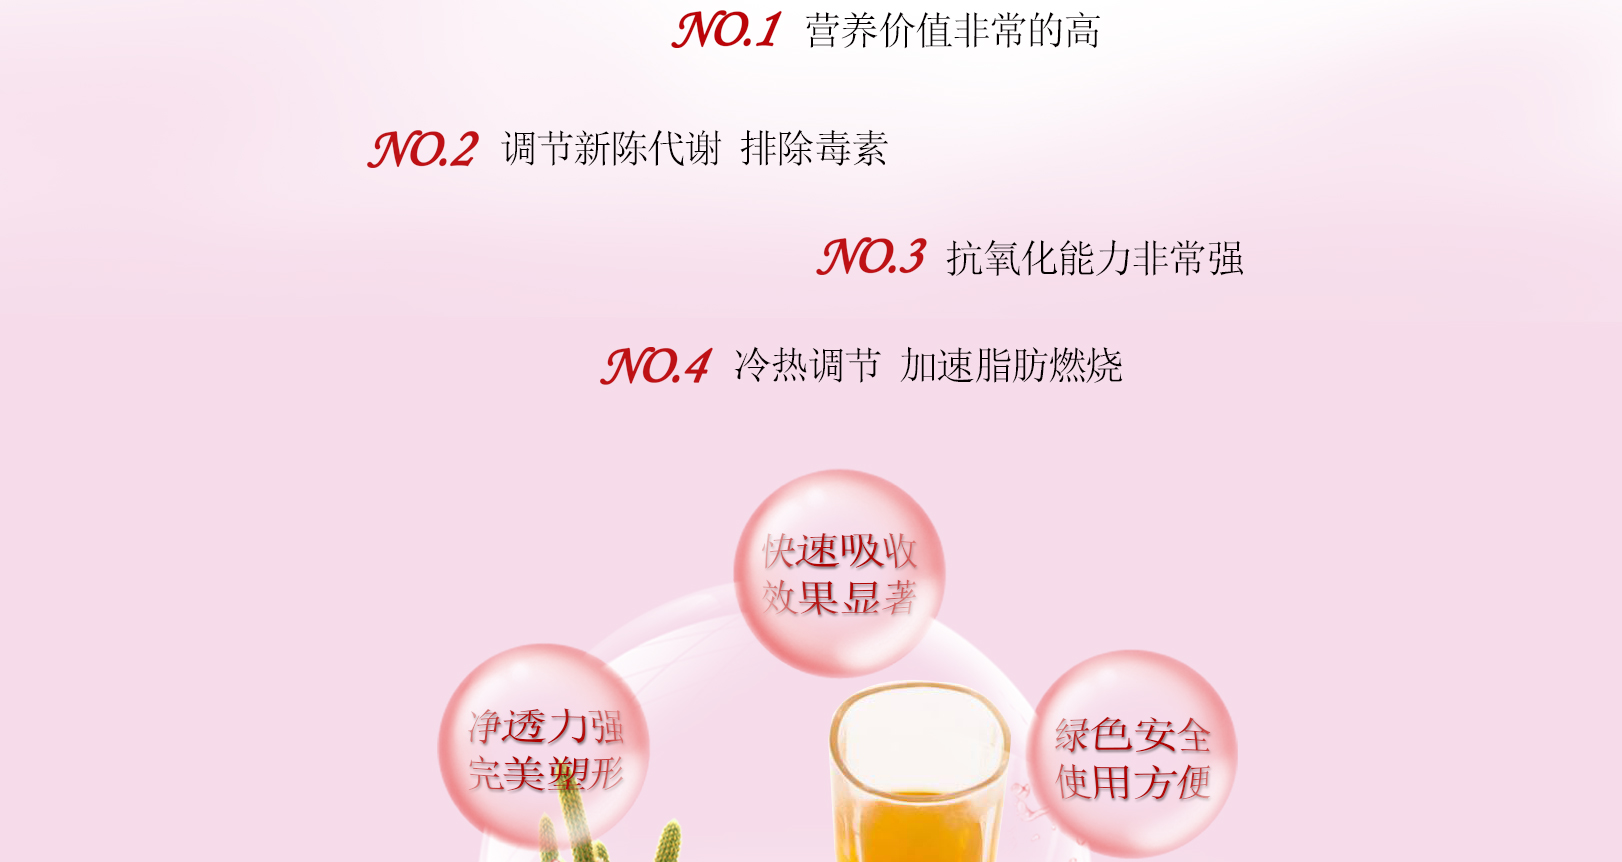 NO.1 营养价值非常的高
NO.2 调节新陈代谢 排除毒素
NO.3 抗氧化能力非常强
NO.4 冷热调节 加速脂肪燃烧
快速吸收
效果显著
净透力强
完美塑形
绿色安全
使用方便